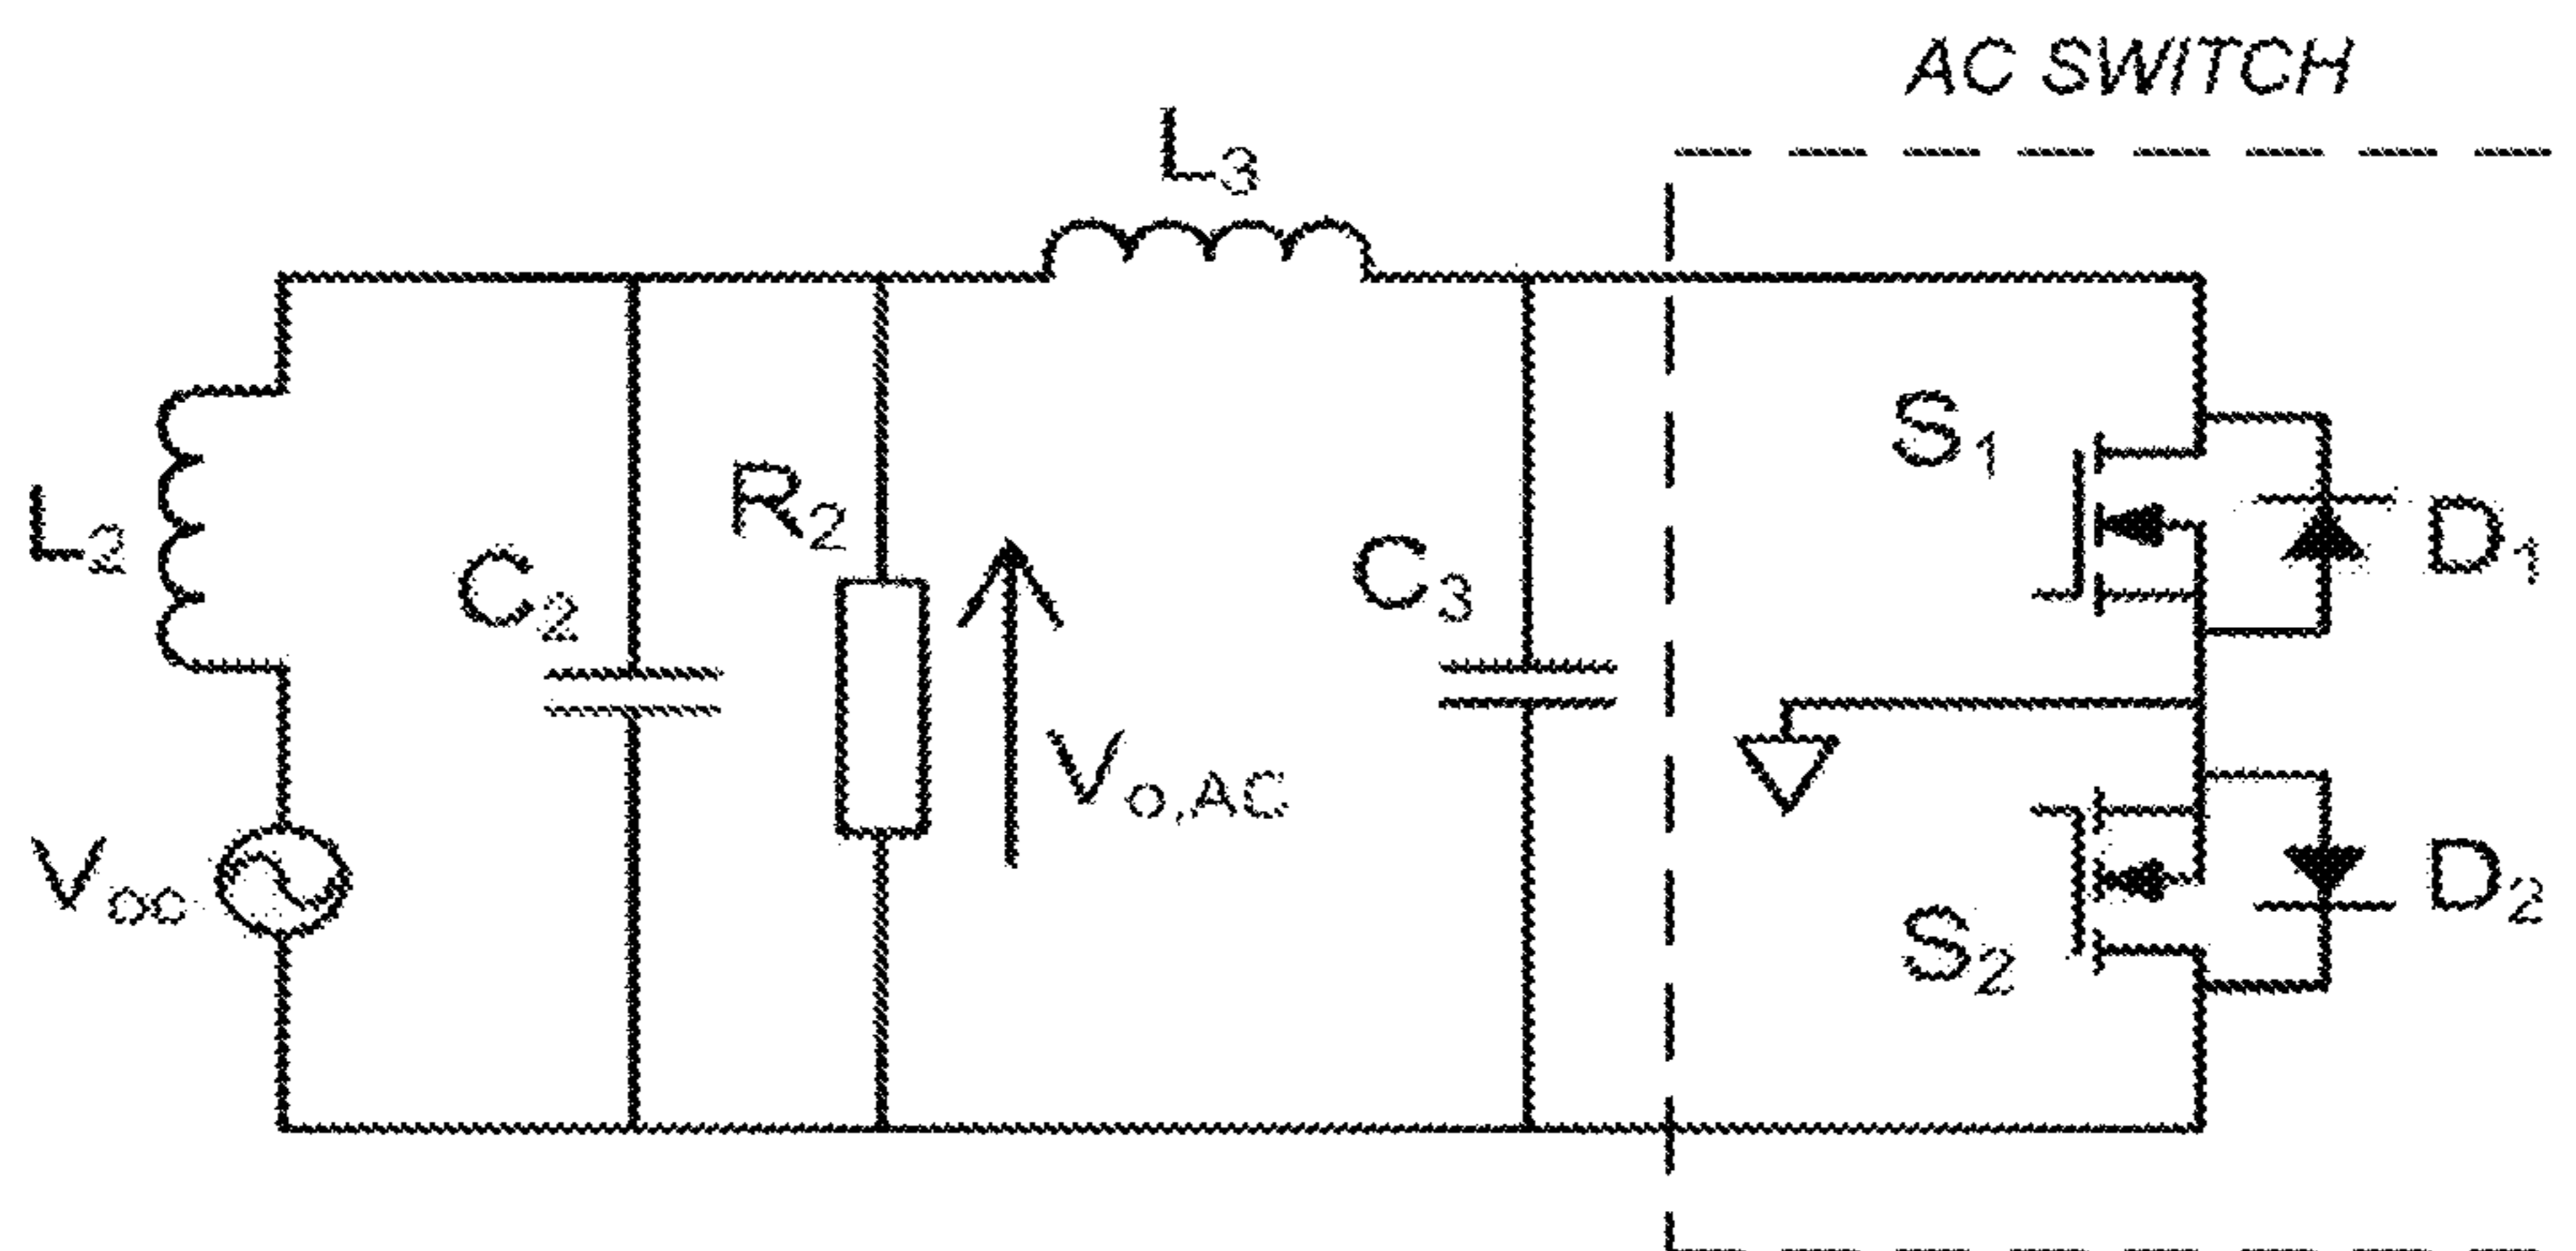 AC SWITCH
L3
S1
L2
R2
C2
C3
D1
Vo,AC
Voc
D2
S2